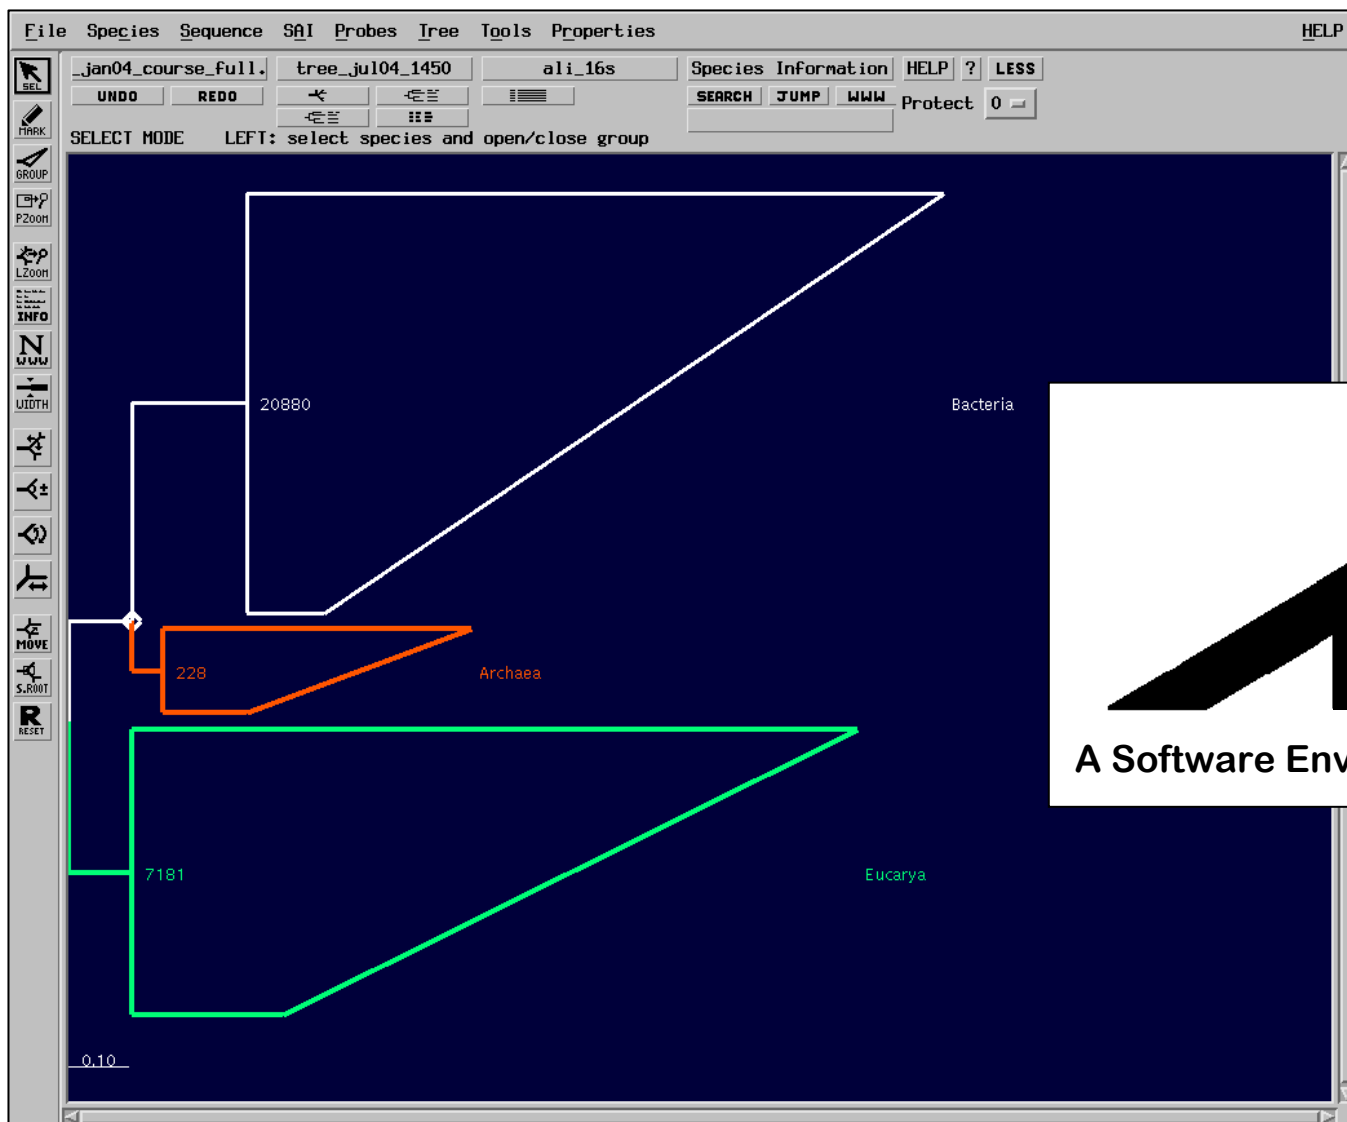 File Species Sequence SAI Probes Tree Tools Properties HELP
_jan04_course_full. tree_jul04_1450 ali_16s Species Information HELP ? LESS
UNDO REDO SEARCH JUMP WWW Protect 0
SELECT MODE LEFT: select species and open/close group
SEL
MARK
GROUP
PZOOM
LZOOM
INFO
N
WWW
WIDTH
MOVE
S.ROOT
R
RESET
20880 Bacteria
228 Archaea
7181 Eucarya
0.10
A Software Env